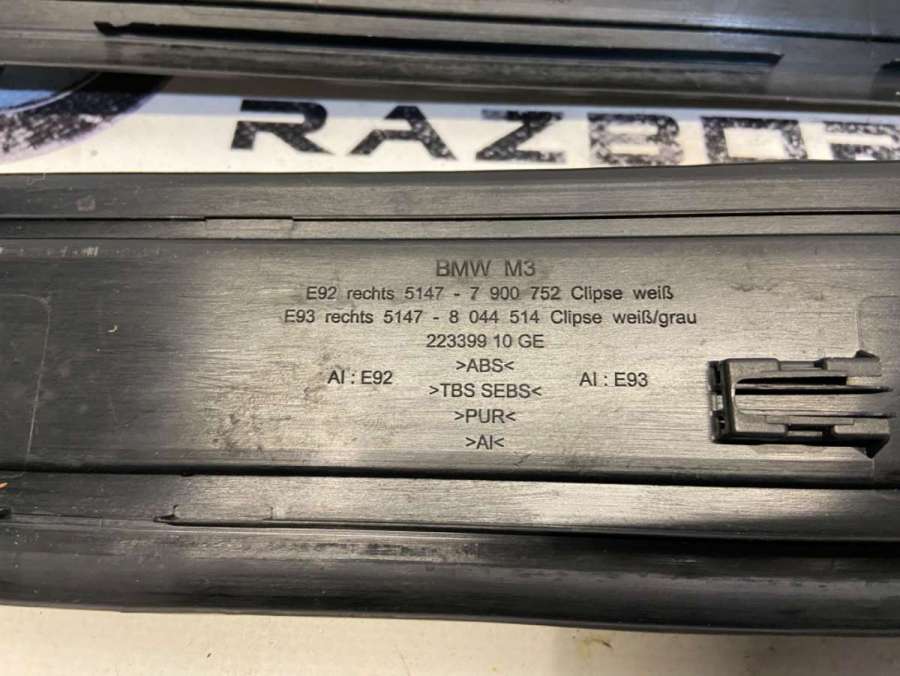 RAZBOR
BMW M3
E92 rechts 5147 - 7 900 752 Clipse weiß
E93 rechts 5147 - 8 044 514 Clipse weiß/grau
223399 10 GE
>ABS<
AI : E92
>TBS SEBS<
AI : E93
>PUR<
>AI<